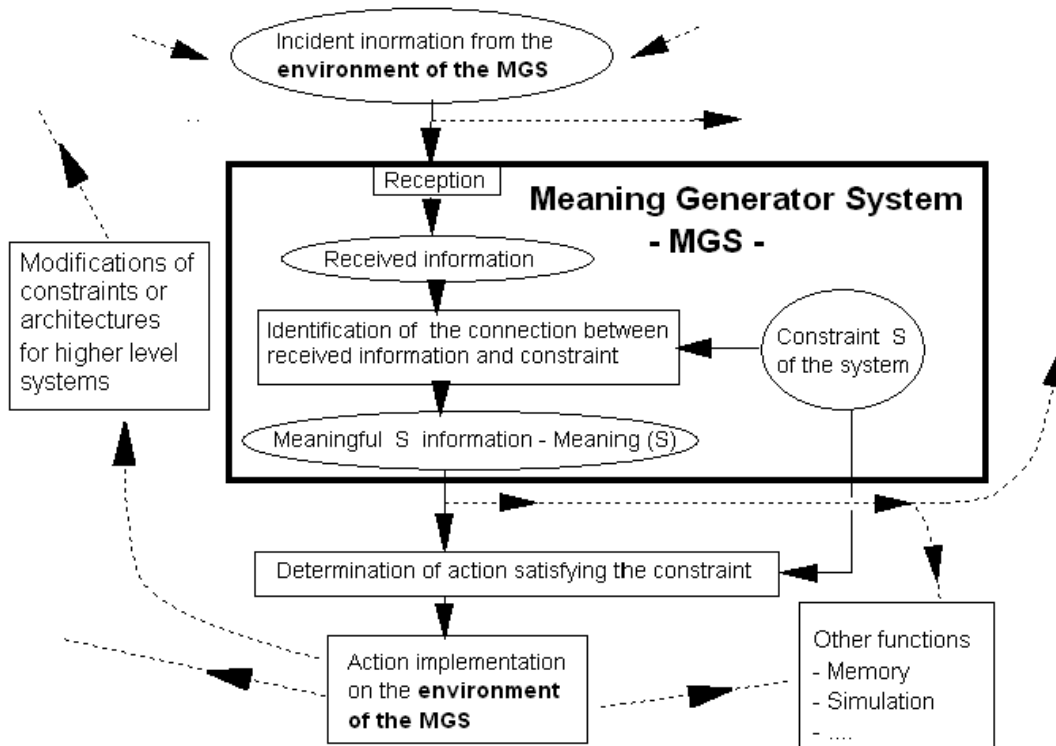 Incident inormation from the
environment of the MGS
Reception
Meaning Generator System
- MGS -
Received information
Modifications of
constraints or
architectures
for higher level
systems
Identification of the connection between
received information and constraint
Constraint S
of the system
Meaningful S information - Meaning (S)
Determination of action satisfying the constraint
Action implementation
on the environment
of the MGS
Other functions
- Memory
- Simulation
- ....